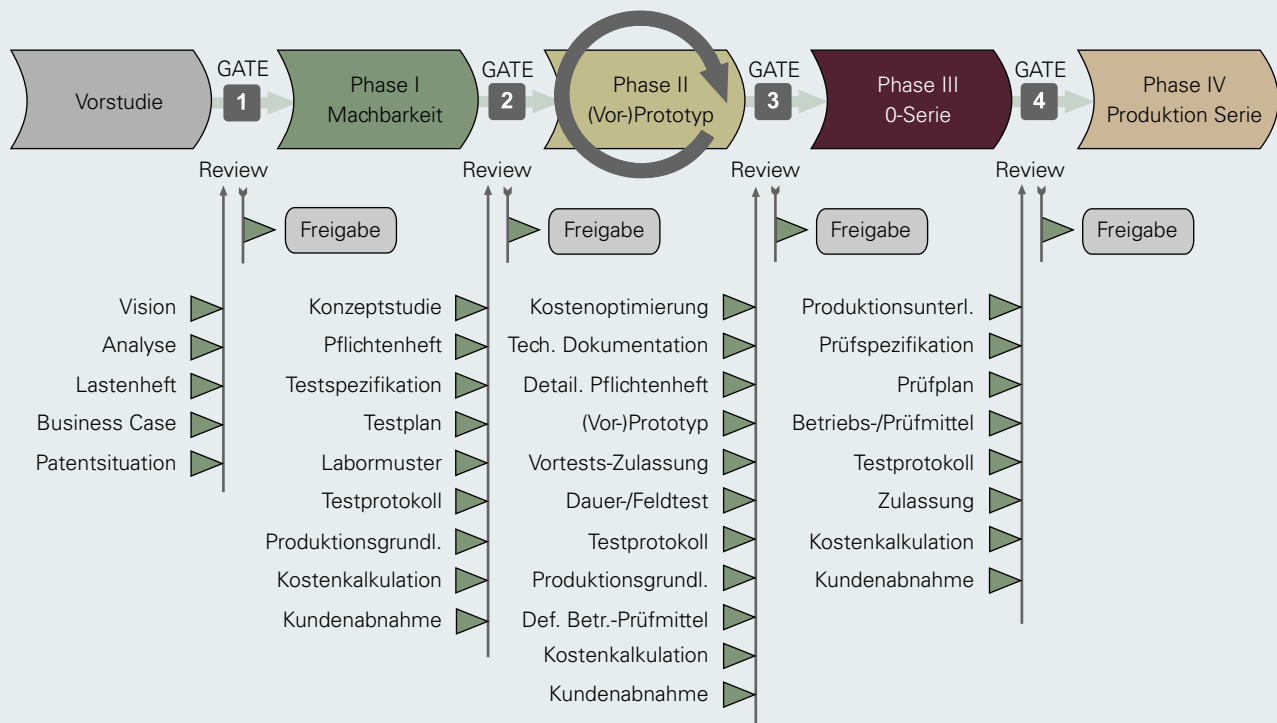 Vorstudie
GATE
1
Phase I
Machbarkeit
GATE
2
Phase II
(Vor-)Prototyp
GATE
3
Phase III
0-Serie
GATE
4
Phase IV
Produktion Serie
Review
Freigabe
Vision
Analyse
Lastenheft
Business Case
Patentsituation
Review
Freigabe
Konzeptstudie
Pflichtenheft
Testspezifikation
Testplan
Labormuster
Testprotokoll
Produktionsgrundl.
Kostenkalkulation
Kundenabnahme
Review
Freigabe
Kostenoptimierung
Tech. Dokumentation
Detail. Pflichtenheft
(Vor-)Prototyp
Vortests-Zulassung
Dauer-/Feldtest
Testprotokoll
Produktionsgrundl.
Def. Betr.-Prüfmittel
Kostenkalkulation
Kundenabnahme
Review
Freigabe
Produktionsunterl.
Prüfspezifikation
Prüfplan
Betriebs-/Prüfmittel
Testprotokoll
Zulassung
Kostenkalkulation
Kundenabnahme